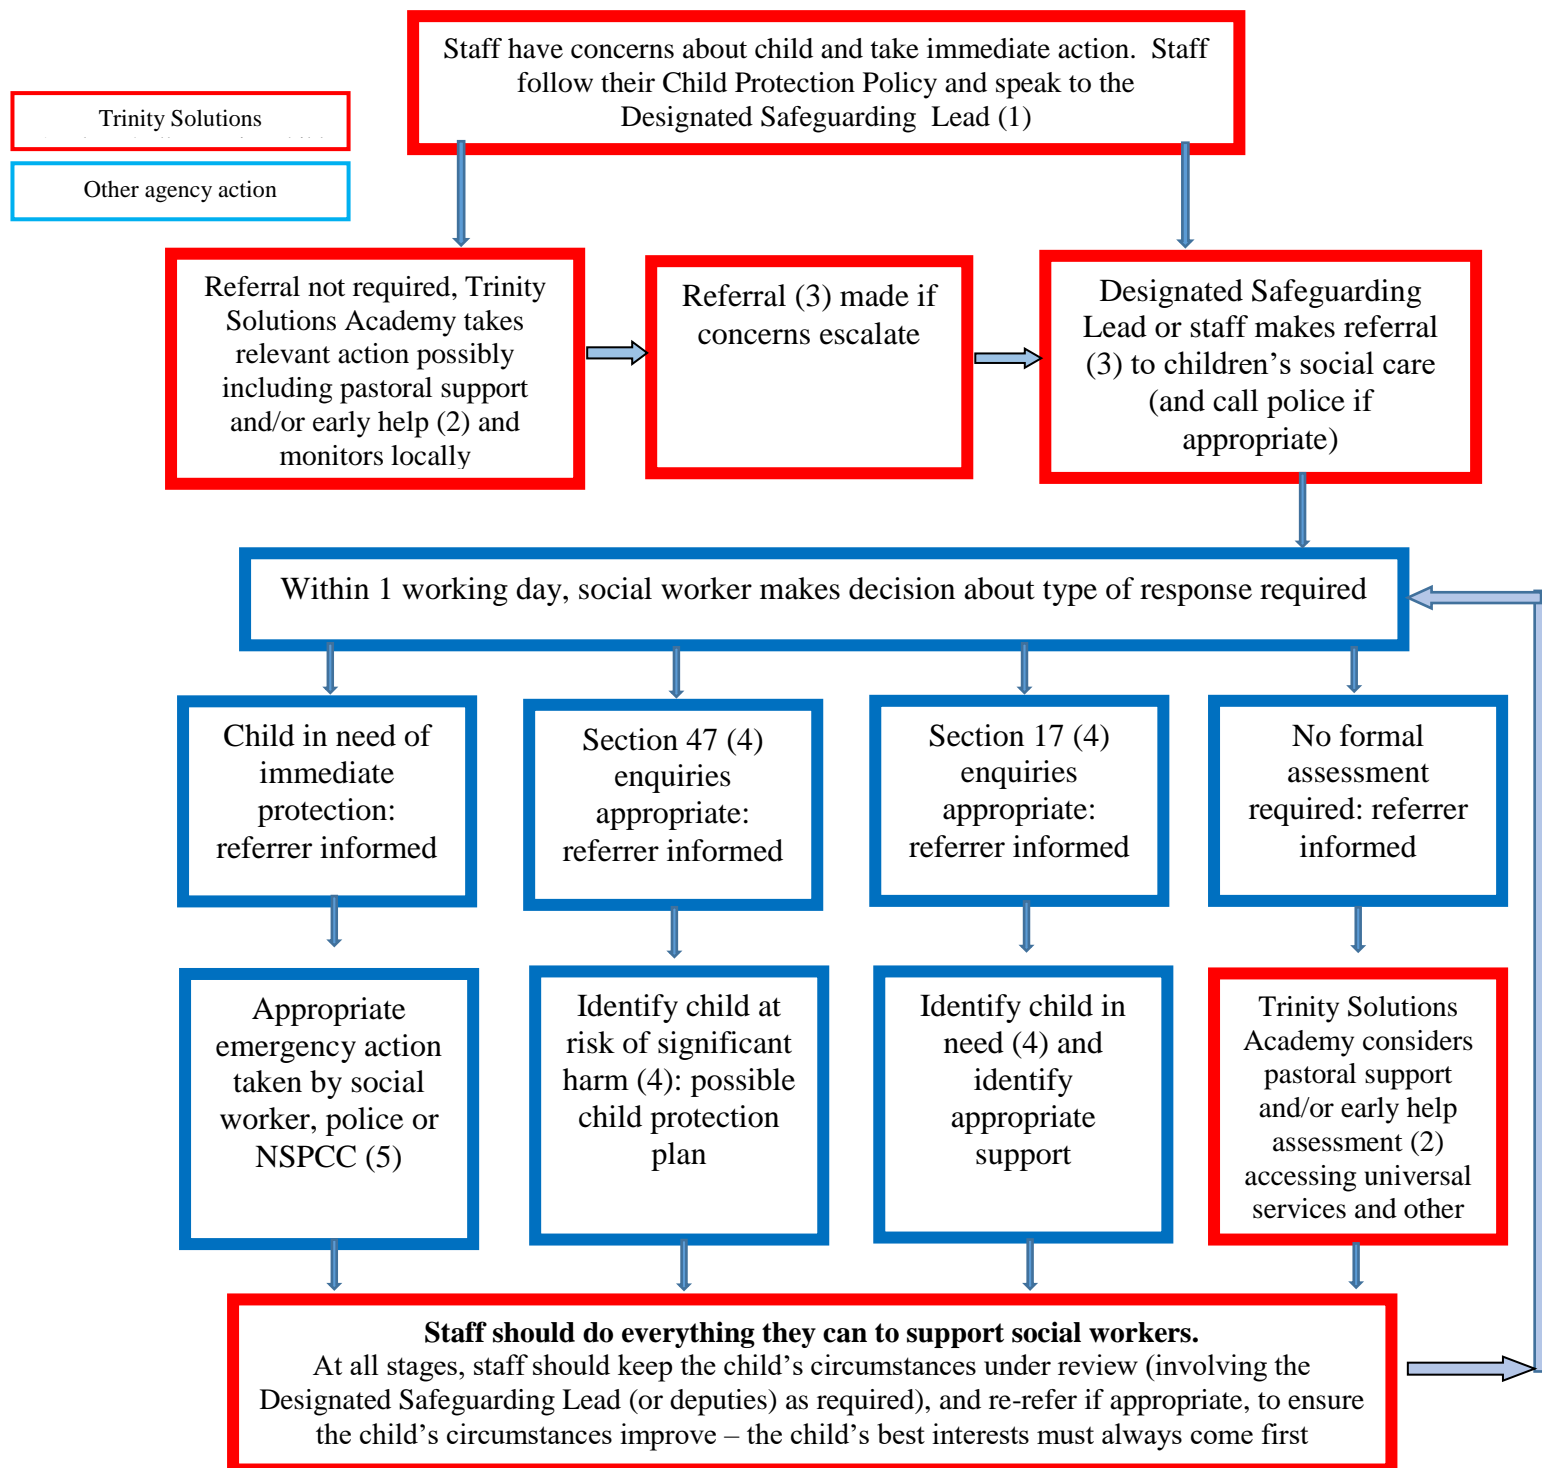 Staff have concerns about child and take immediate action. Staff
follow their Child Protection Policy and speak to the
Designated Safeguarding Lead (1)
Trinity Solutions
Other agency action
Referral not required, Trinity
Solutions Academy takes
relevant action possibly
including pastoral support
and/or early help (2) and
monitors locally
Referral (3) made if
concerns escalate
Designated Safeguarding
Lead or staff makes referral
(3) to children’s social care
(and call police if
appropriate)
Within 1 working day, social worker makes decision about type of response required
Child in need of
immediate
protection:
referrer informed
Section 47 (4)
enquiries
appropriate:
referrer informed
Section 17 (4)
enquiries
appropriate:
referrer informed
No formal
assessment
required: referrer
informed
Appropriate
emergency action
taken by social
worker, police or
NSPCC (5)
Identify child at
risk of significant
harm (4): possible
child protection
plan
Identify child in
need (4) and
identify
appropriate
support
Trinity Solutions
Academy considers
pastoral support
and/or early help
assessment (2)
accessing universal
services and other
Staff should do everything they can to support social workers.
At all stages, staff should keep the child’s circumstances under review (involving the
Designated Safeguarding Lead (or deputies) as required), and re-refer if appropriate, to ensure
the child’s circumstances improve – the child’s best interests must always come first